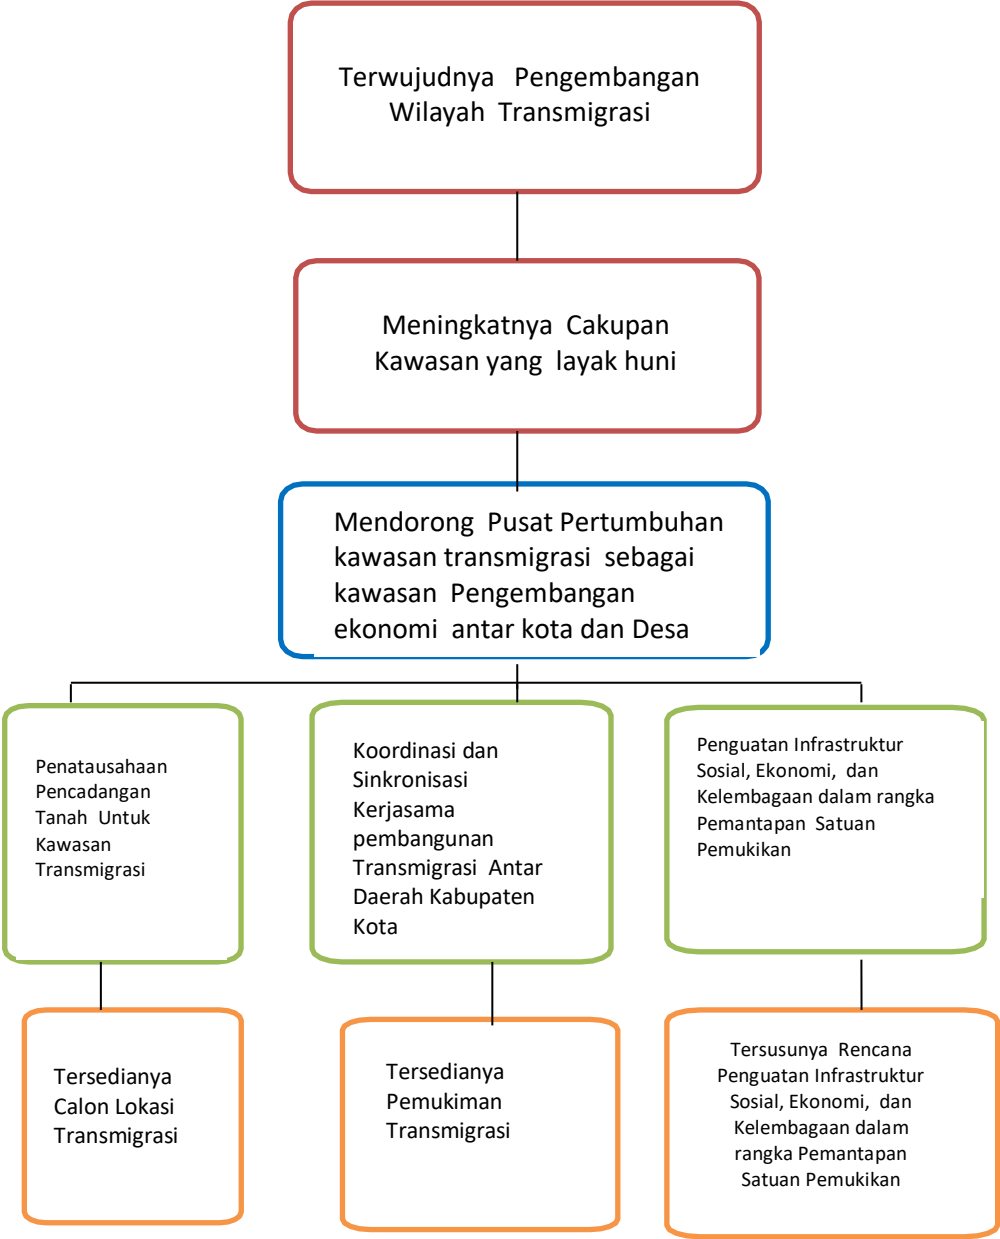 Terwujudnya Pengembangan
Wilayah Transmigrasi
Meningkatnya Cakupan
Kawasan yang layak huni
Mendorong Pusat Pertumbuhan
kawasan transmigrasi sebagai
kawasan Pengembangan
ekonomi antar kota dan Desa
Penatausahaan
Pencadangan
Tanah Untuk
Kawasan
Transmigrasi
Koordinasi dan
Sinkronisasi
Kerjasama
pembangunan
Transmigrasi Antar
Daerah Kabupaten
Kota
Penguatan Infrastruktur
Sosial, Ekonomi, dan
Kelembagaan dalam rangka
Pemantapan Satuan
Pemukikan
Tersedianya
Calon Lokasi
Transmigrasi
Tersedianya
Pemukiman
Transmigrasi
Tersusunya Rencana
Penguatan Infrastruktur
Sosial, Ekonomi, dan
Kelembagaan dalam
rangka Pemantapan
Satuan Pemukikan